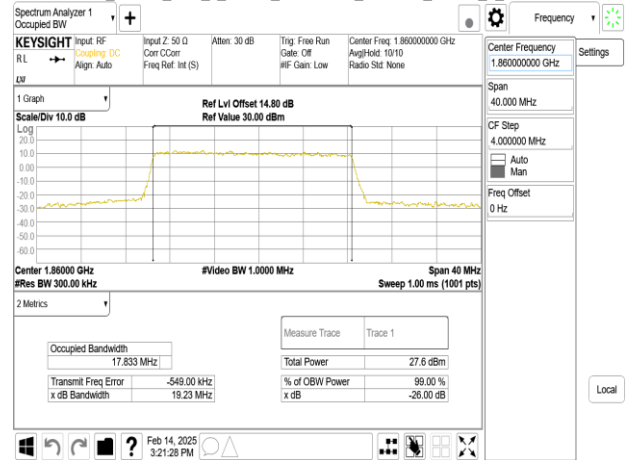 Spectrum Analyzer 1
Occupied BW
Frequency
KEYSIGHT
Input: RF
Coupling: DC
Align: Auto
Input Z: 50 Ω
Corr CCorr
Freq Ref: Int (S)
Atten: 30 dB
Trig: Free Run
Gate: Off
#IF Gain: Low
Center Freq: 1.860000000 GHz
Avg|Hold: 10/10
Radio Std: None
RL
LXI
Center Frequency
1.860000000 GHz
Settings
Span
40.000 MHz
CF Step
4.000000 MHz
Auto
Man
Freq Offset
0 Hz
Local
1 Graph
Scale/Div 10.0 dB
Ref Lvl Offset 14.80 dB
Ref Value 30.00 dBm
Log
20.0
10.0
0.00
-10.0
-20.0
-30.0
-40.0
-50.0
-60.0
Center 1.86000 GHz
#Video BW 1.0000 MHz
Span 40 MHz
#Res BW 300.00 kHz
Sweep 1.00 ms (1001 pts)
2 Metrics
Measure Trace
Trace 1
Occupied Bandwidth
17.833 MHz
Total Power
27.6 dBm
Transmit Freq Error
-549.00 kHz
% of OBW Power
99.00 %
x dB Bandwidth
19.23 MHz
x dB
-26.00 dB
?
Feb 14, 2025
3:21:28 PM